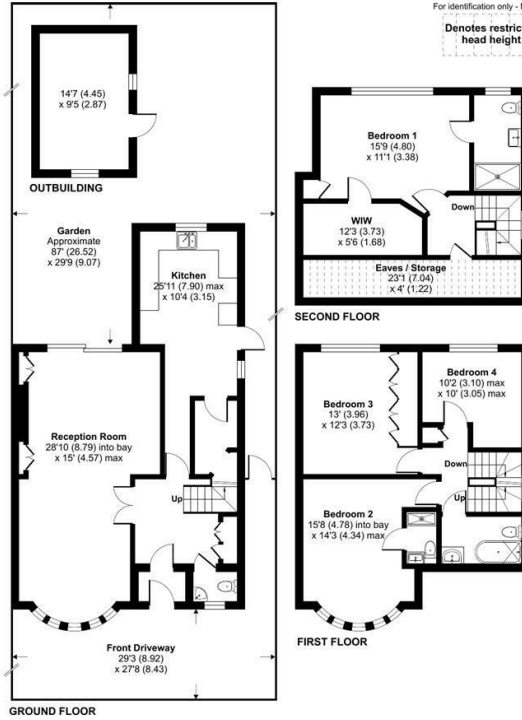 For identification only -
Denotes restric
head height
14'7 (4.45)
x 9'5 (2.87)
OUTBUILDING
Garden
Approximate
87' (26.52)
x 29'9 (9.07)
Kitchen
25'11 (7.90) max
x 10'4 (3.15)
Reception Room
28'10 (8.79) into bay
x 15' (4.57) max
Up
Front Driveway
29'3 (8.92)
x 27'8 (8.43)
GROUND FLOOR
Bedroom 1
15'9 (4.80)
x 11'1 (3.38)
Down
WIW
12'3 (3.73)
x 5'6 (1.68)
Eaves / Storage
23'1 (7.04)
x 4' (1.22)
SECOND FLOOR
Bedroom 4
10'2 (3.10) max
x 10' (3.05) max
Bedroom 3
13' (3.96)
x 12'3 (3.73)
Down
Up
Bedroom 2
15'8 (4.78) into bay
x 14'3 (4.34) max
FIRST FLOOR